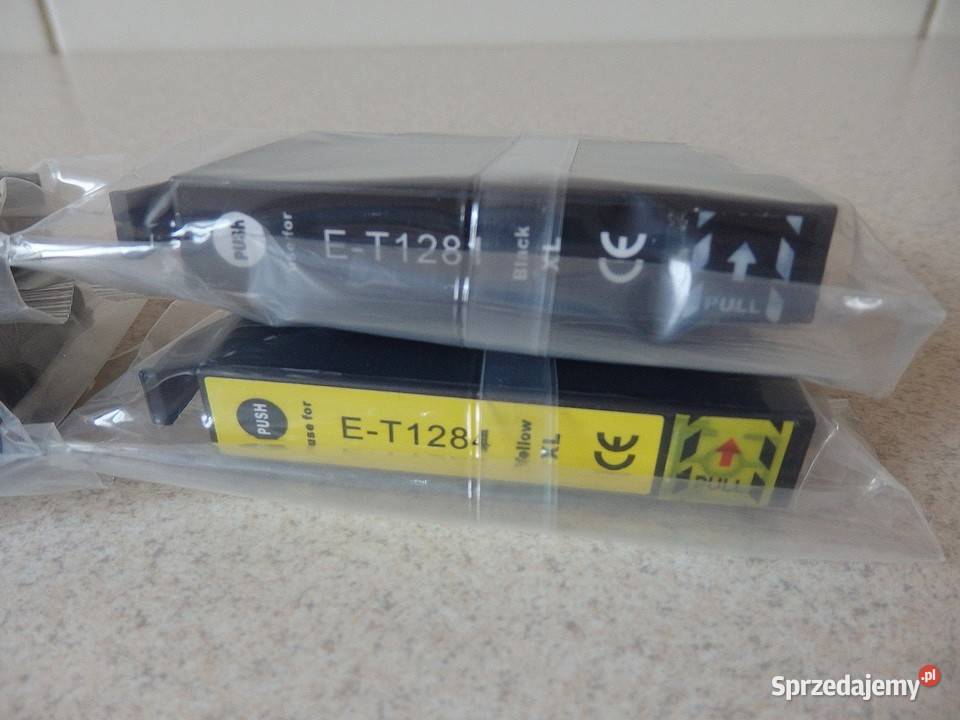 PUSH
use for
E-T1281
Black
XL
CE
PULL
PUSH
use for
E-T1284
Yellow
XL
CE
PULL
Sprzedajemy.pl